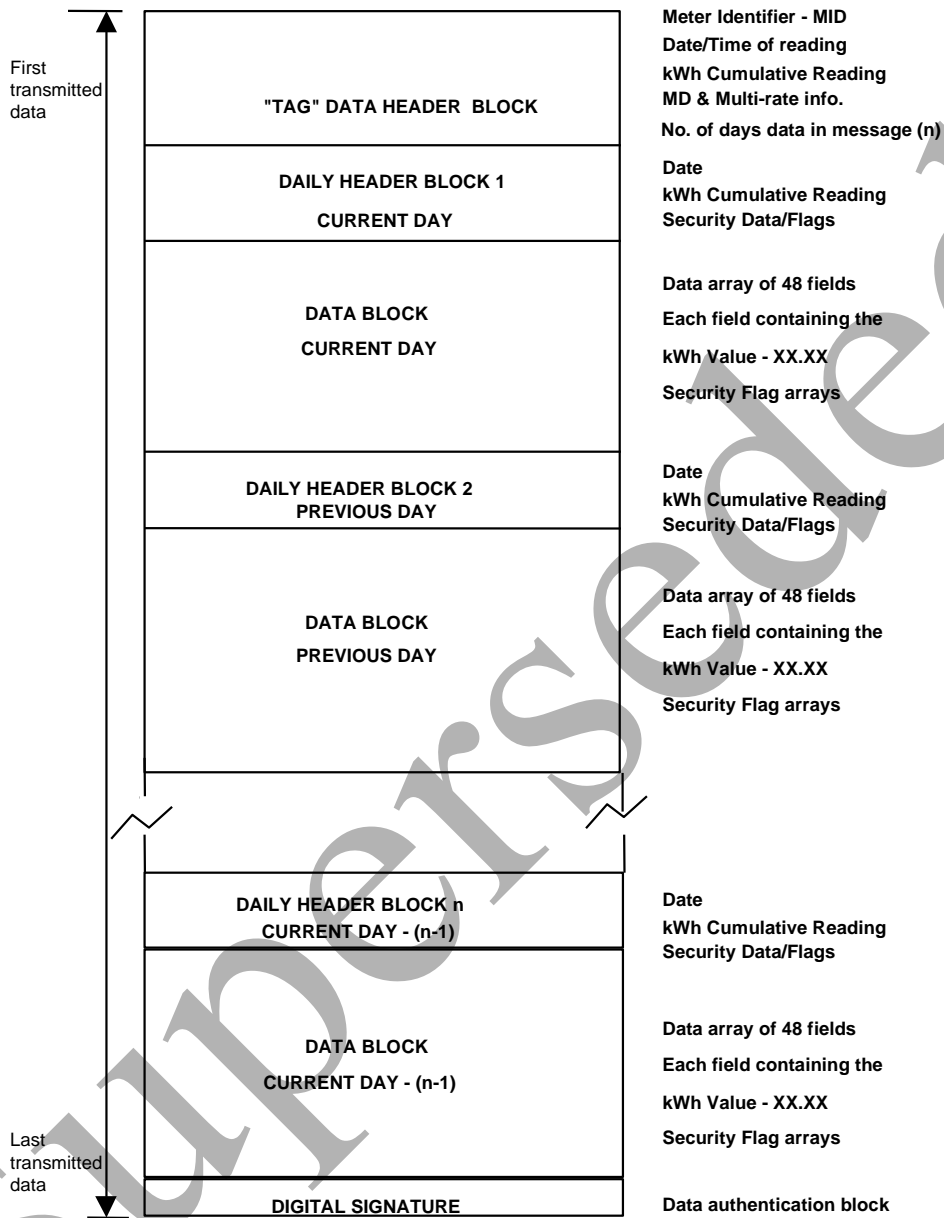 Meter Identifier - MID
Date/Time of reading
First
transmitted
data
kWh Cumulative Reading
MD & Multi-rate info.
"TAG" DATA HEADER BLOCK
No. of days data in message (n)
DAILY HEADER BLOCK 1
CURRENT DAY
Date
kWh Cumulative Reading
Security Data/Flags
DATA BLOCK
CURRENT DAY
Data array of 48 fields
Each field containing the
kWh Value - XX.XX
Security Flag arrays
DAILY HEADER BLOCK 2
PREVIOUS DAY
Date
kWh Cumulative Reading
Security Data/Flags
DATA BLOCK
PREVIOUS DAY
Data array of 48 fields
Each field containing the
kWh Value - XX.XX
Security Flag arrays
DAILY HEADER BLOCK n
CURRENT DAY - (n-1)
Date
kWh Cumulative Reading
Security Data/Flags
DATA BLOCK
CURRENT DAY - (n-1)
Data array of 48 fields
Each field containing the
kWh Value - XX.XX
Security Flag arrays
Last
transmitted
data
DIGITAL SIGNATURE
Data authentication block
Superseded